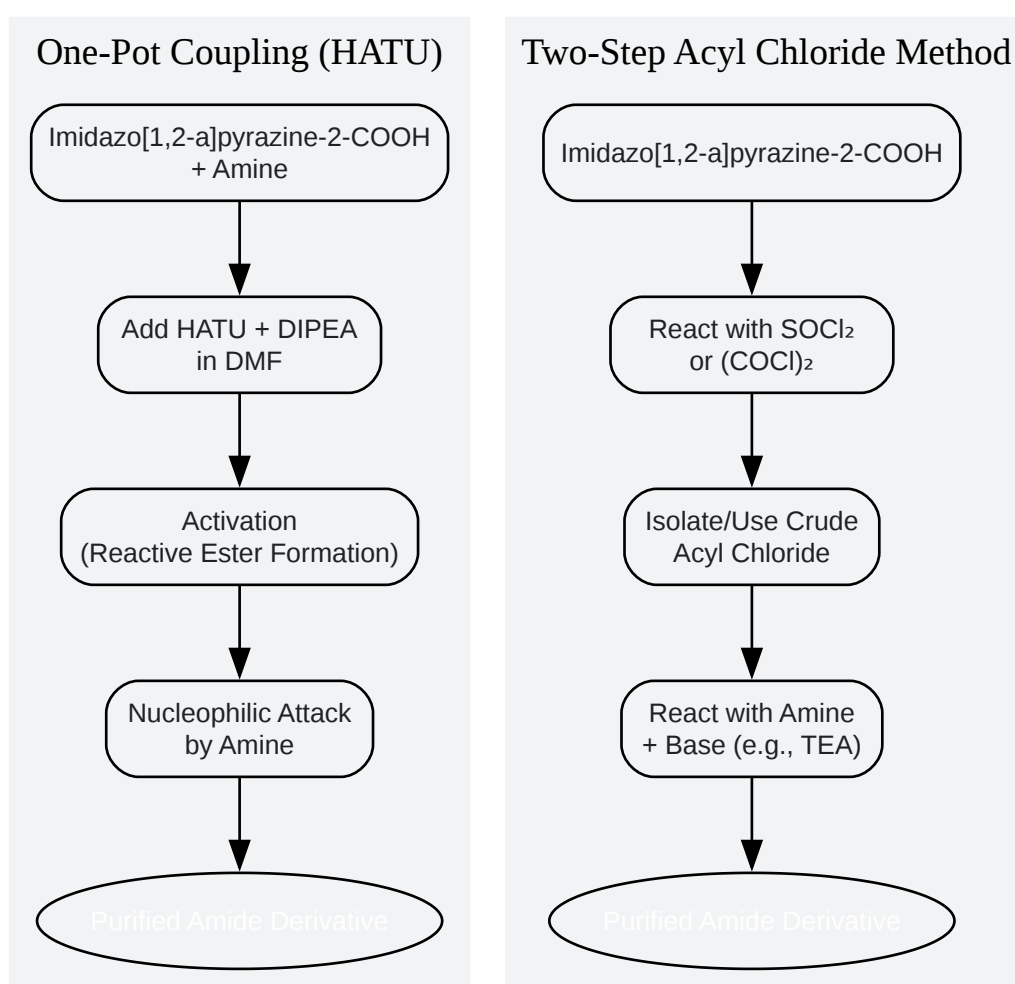 One-Pot Coupling (HATU)
Imidazo[1,2-a]pyrazine-2-COOH
+ Amine
Add HATU + DIPEA
in DMF
Activation
(Reactive Ester Formation)
Nucleophilic Attack
by Amine
Purified Amide Derivative
Two-Step Acyl Chloride Method
Imidazo[1,2-a]pyrazine-2-COOH
React with SOCl₂
or (COCl)₂
Isolate/Use Crude
Acyl Chloride
React with Amine
+ Base (e.g., TEA)
Purified Amide Derivative